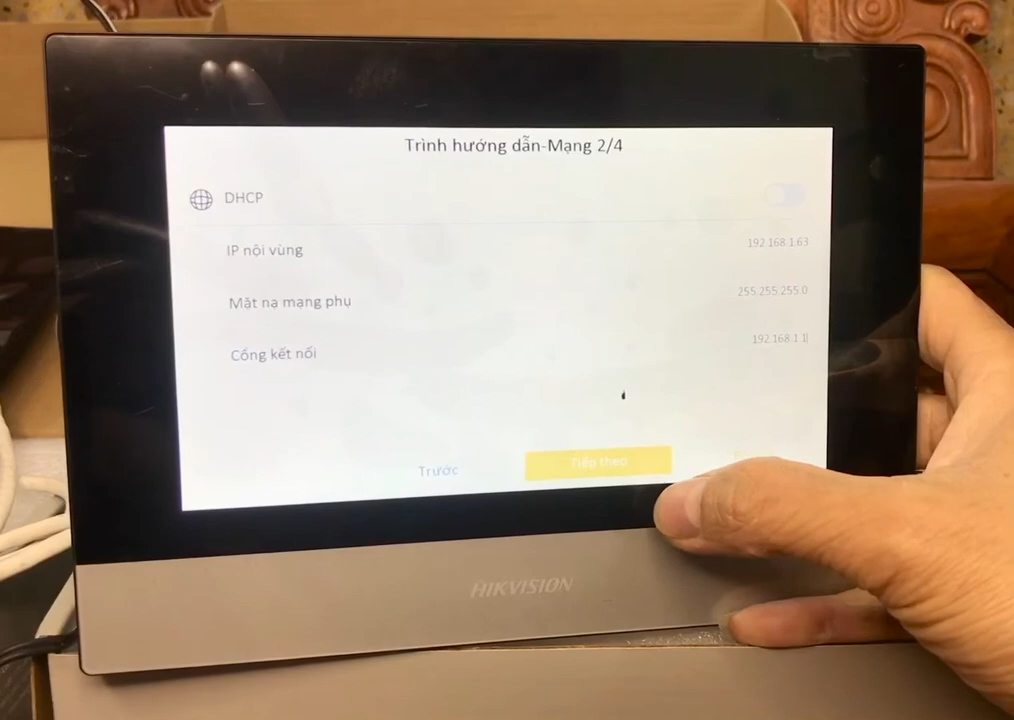 Trình hướng dẫn-Mạng 2/4
DHCP
IP nội vùng 192.168.1.63
Mặt nạ mạng phụ 255.255.255.0
Cổng kết nối 192.168.1.1
Trước Tiếp theo
HIKVISION